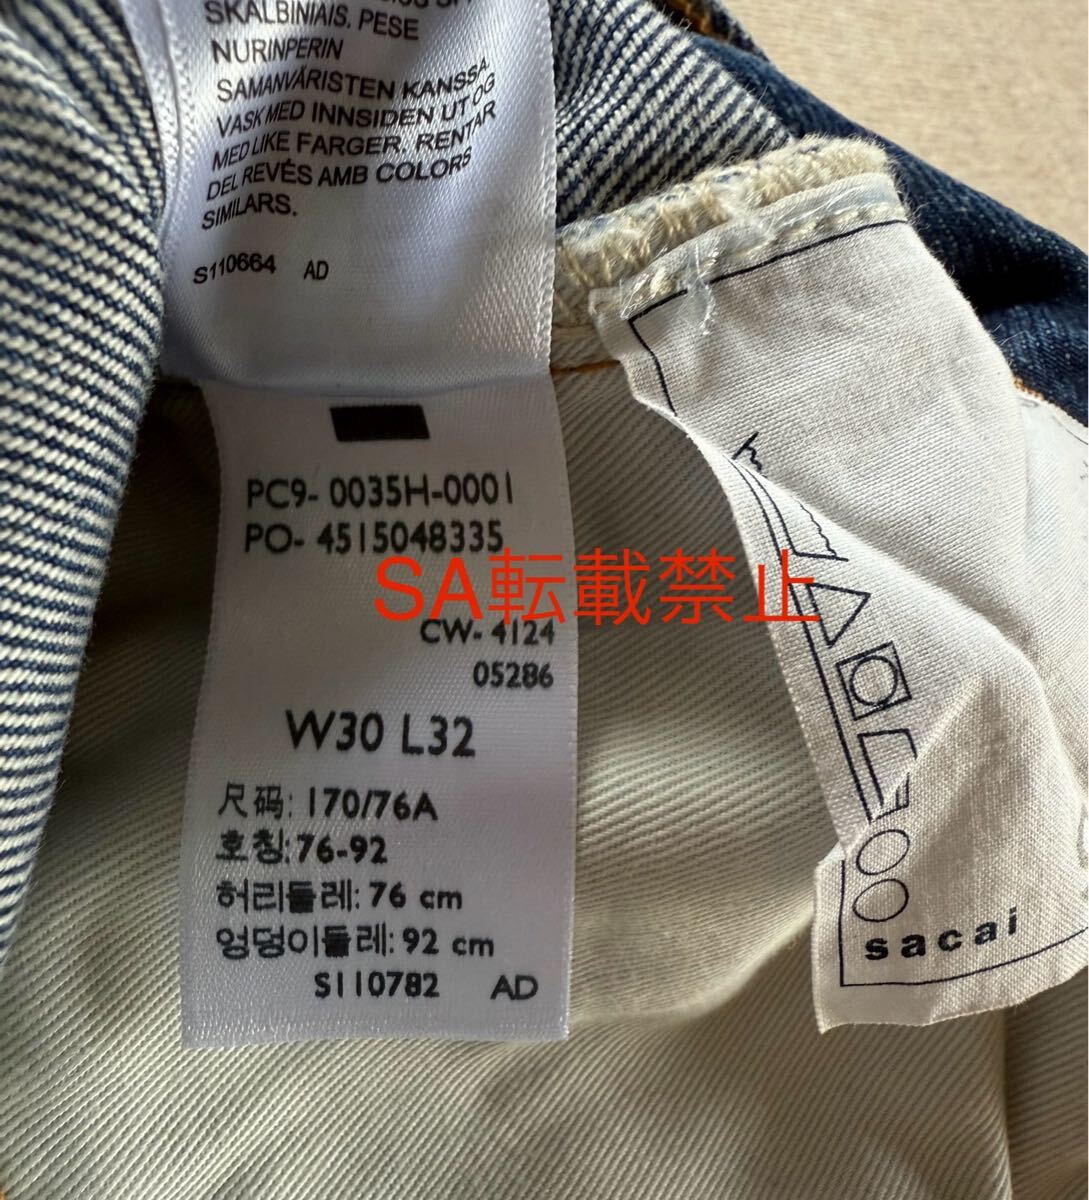 SKALBINIAIS. PESE
NURINPERIN
SAMANVÄRISTEN KANSSA.
VASK MED INNSIDEN UT OG
MED LIKE FARGER. RENTAR
DEL REVÉS AMB COLORS
SIMILARS.
S110664 AD
PC9- 0035H-0001
PO- 4515048335
SA転載禁止
CW- 4124
05286
W30 L32
尺码: 170/76A
호칭:76-92
허리둘레: 76 cm
엉덩이둘레: 92 cm
S110782 AD
sacai